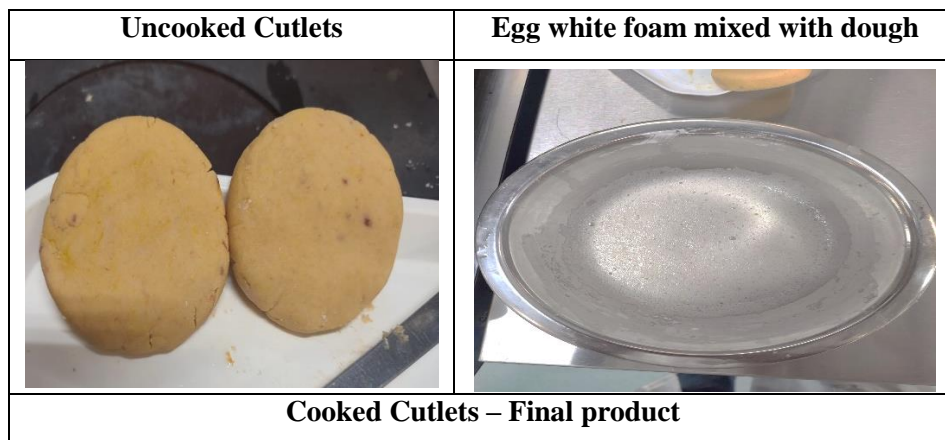 Uncooked Cutlets
Egg white foam mixed with dough
Cooked Cutlets – Final product